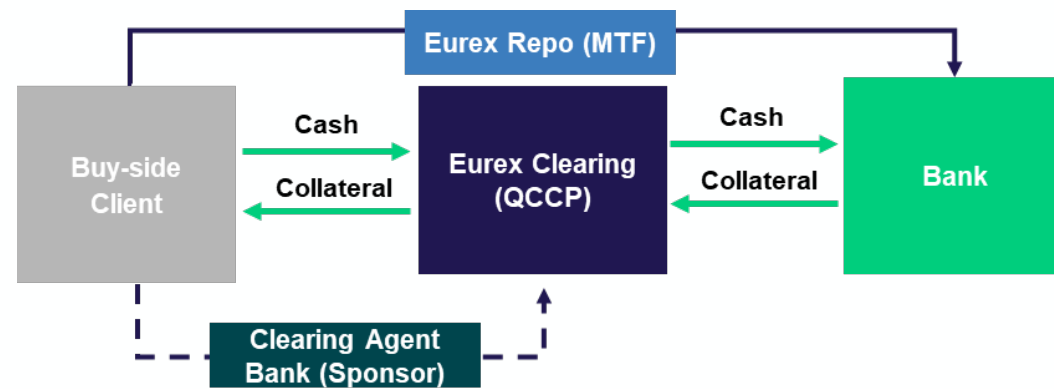 Eurex Repo (MTF)
Buy-side
Client
Cash
Collateral
Eurex Clearing
(QCCP)
Cash
Collateral
Bank
Clearing Agent
Bank (Sponsor)